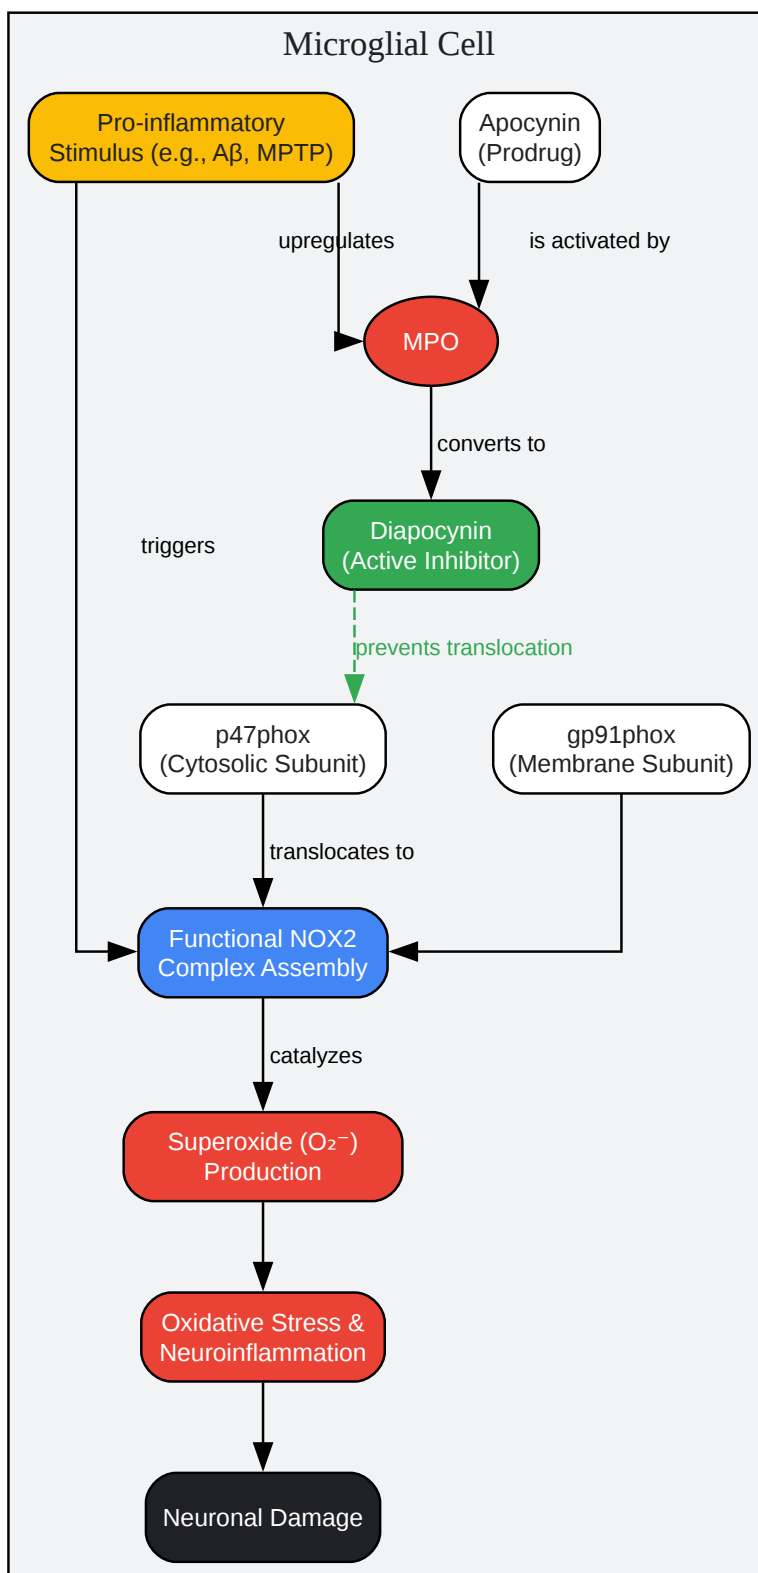 Microglial Cell
Pro-inflammatory
Stimulus (e.g., Aβ, MPTP)
Apocynin
(Prodrug)
upregulates
is activated by
MPO
converts to
triggers
Diapocynin
(Active Inhibitor)
prevents translocation
p47phox
(Cytosolic Subunit)
gp91phox
(Membrane Subunit)
translocates to
Functional NOX2
Complex Assembly
catalyzes
Superoxide (O₂⁻)
Production
Oxidative Stress &
Neuroinflammation
Neuronal Damage